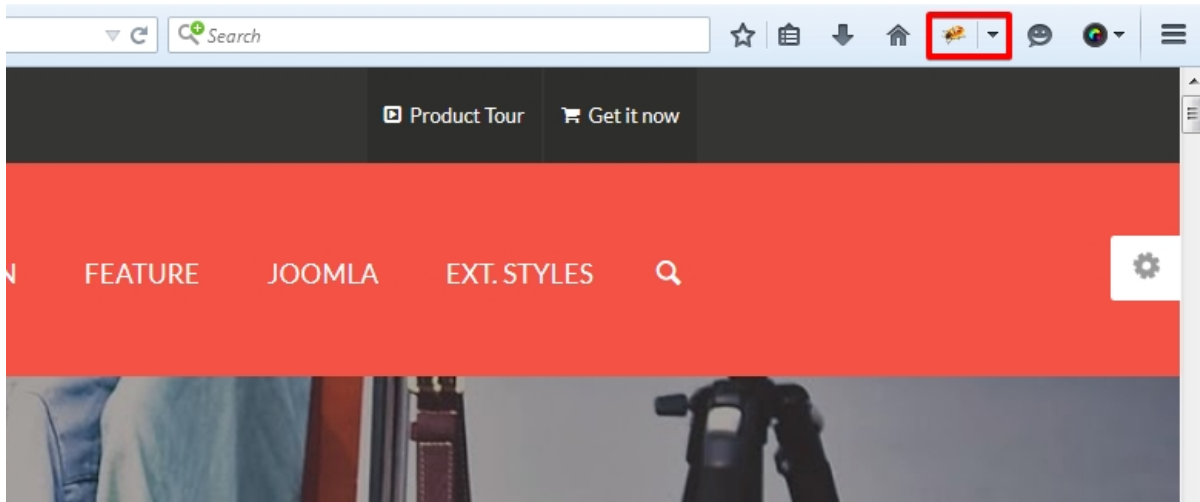 Search
Product Tour
Get it now
N
FEATURE
JOOMLA
EXT. STYLES